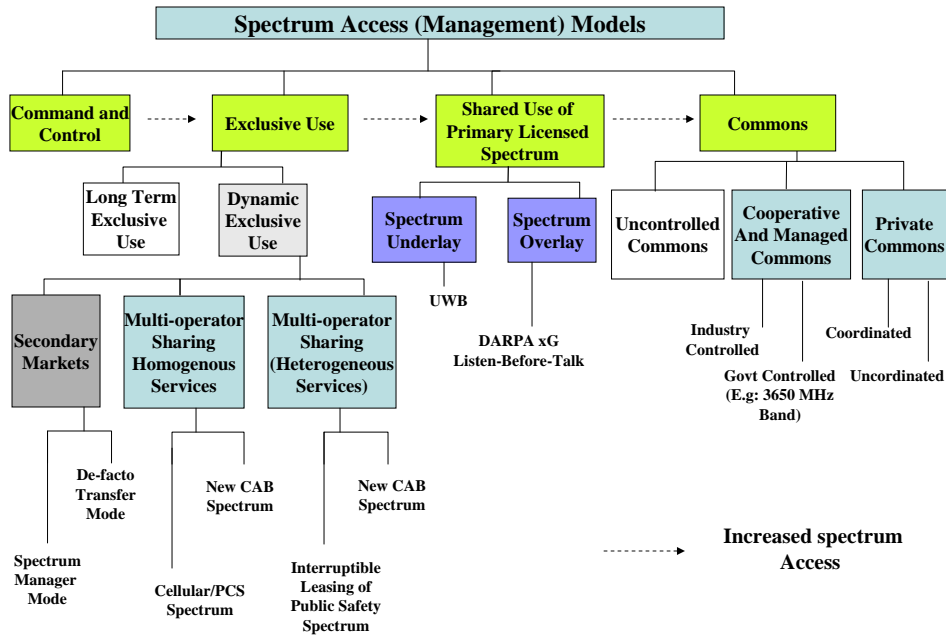 Spectrum Access (Management) Models
Command and
Control
Exclusive Use
Shared Use of
Primary Licensed
Spectrum
Commons
Long Term
Exclusive
Use
Dynamic
Exclusive
Use
Spectrum
Underlay
Spectrum
Overlay
Uncontrolled
Commons
Cooperative
And Managed
Commons
Private
Commons
UWB
DARPA xG
Listen-Before-Talk
Industry
Controlled
Govt Controlled
(E.g: 3650 MHz
Band)
Coordinated
Uncordinated
Secondary
Markets
Multi-operator
Sharing
Homogenous
Services
Multi-operator
Sharing
(Heterogeneous
Services)
De-facto
Transfer
Mode
New CAB
Spectrum
New CAB
Spectrum
Spectrum
Manager
Mode
Cellular/PCS
Spectrum
Interruptible
Leasing of
Public Safety
Spectrum
Increased spectrum
Access